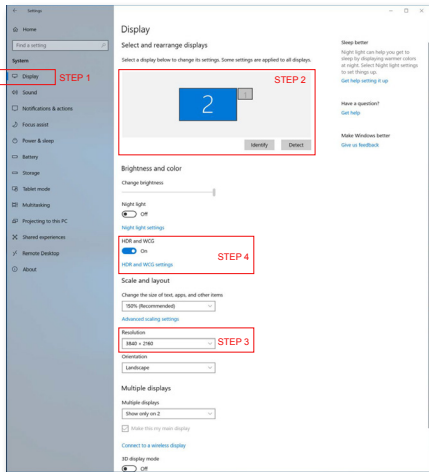 Settings
Home
Find a setting
System
Display
STEP 1
Sound
Notifications & actions
Focus assist
Power & sleep
Battery
Storage
Tablet mode
Multitasking
Projecting to this PC
Shared experiences
Remote Desktop
About
Display
Select and rearrange displays
Select a display below to change its settings. Some settings are applied to all displays.
STEP 2
2
1
Identify
Detect
Brightness and color
Change brightness
Night light
Off
Night light settings
HDR and WCG
On
STEP 4
HDR and WCG settings
Scale and layout
Change the size of text, apps, and other items
150% (Recommended)
Advanced scaling settings
Resolution
3840 × 2160
STEP 3
Orientation
Landscape
Multiple displays
Multiple displays
Show only on 2
Make this my main display
Connect to a wireless display
3D display mode
Off
Sleep better
Night light can help you get to
sleep by displaying warmer colors
at night. Select Night light settings
to set things up.
Get help setting it up
Have a question?
Get help
Make Windows better
Give us feedback